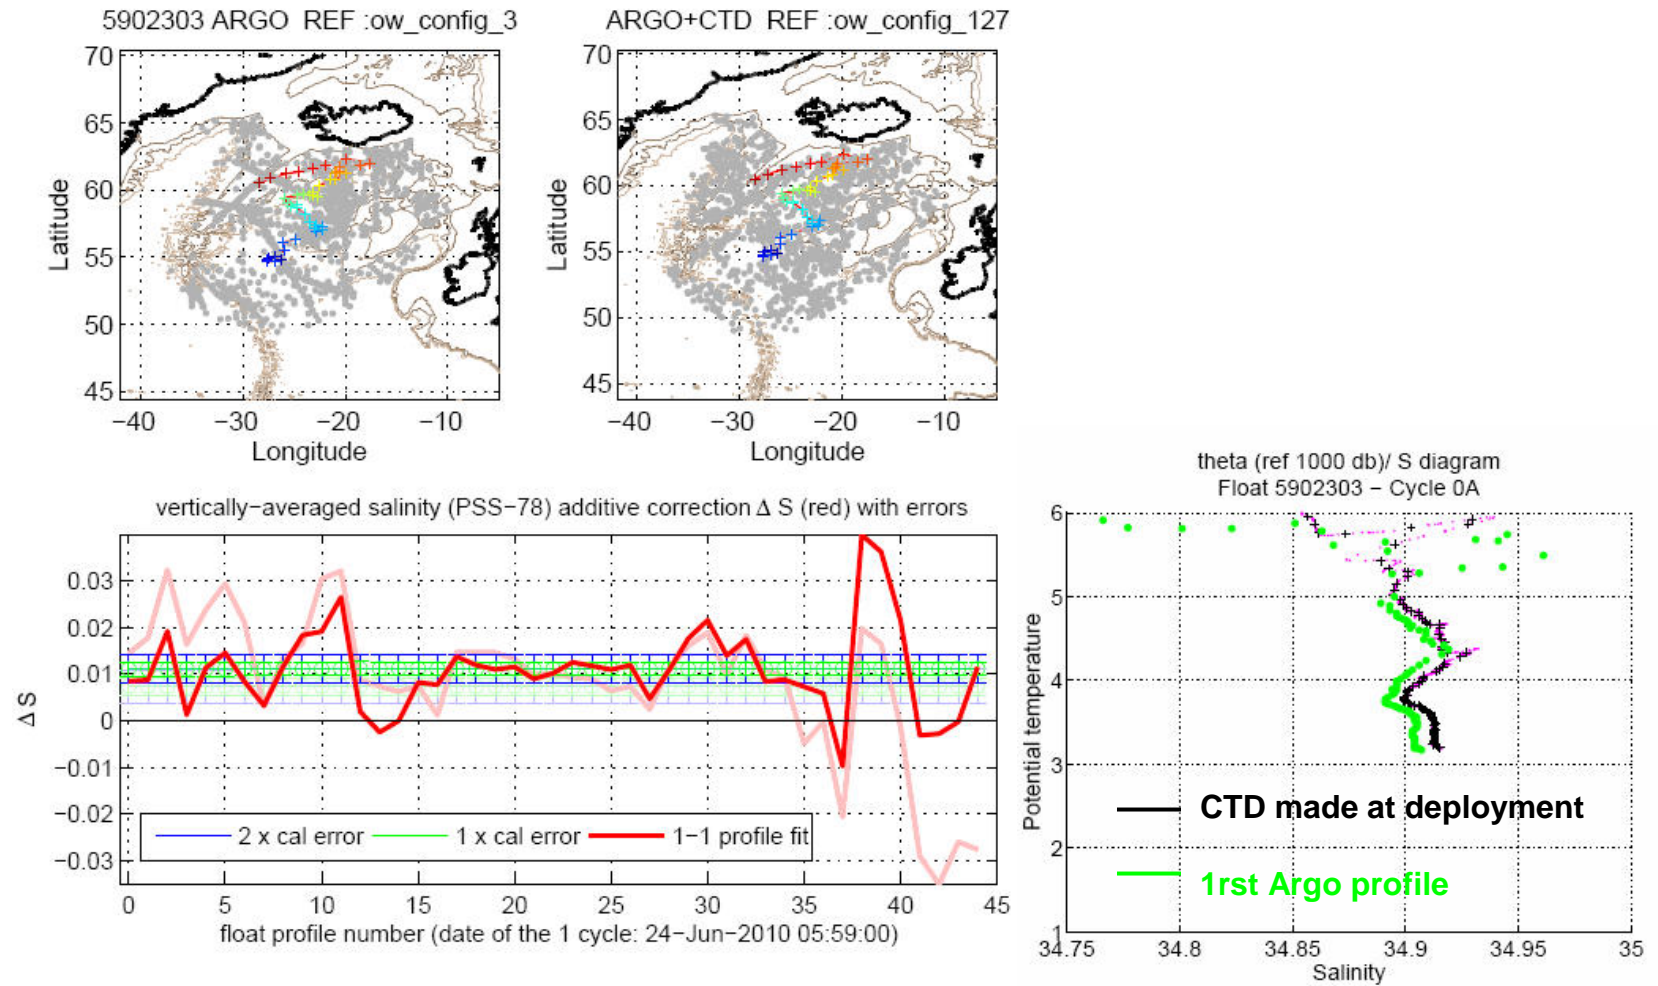 5902303 ARGO REF :ow_config_3
70
65
60
55
50
45
Latitude
−40 −30 −20 −10
Longitude
ARGO+CTD REF :ow_config_127
70
65
60
55
50
45
Latitude
−40 −30 −20 −10
Longitude
vertically−averaged salinity (PSS−78) additive correction Δ S (red) with errors
0.03
0.02
0.01
0
−0.01
−0.02
−0.03
Δ S
2 x cal error 1 x cal error 1−1 profile fit
0 5 10 15 20 25 30 35 40 45
float profile number (date of the 1 cycle: 24−Jun−2010 05:59:00)
theta (ref 1000 db)/ S diagram
Float 5902303 − Cycle 0A
6
5
4
3
2
1
Potential temperature
CTD made at deployment
1rst Argo profile
34.75 34.8 34.85 34.9 34.95 35
Salinity